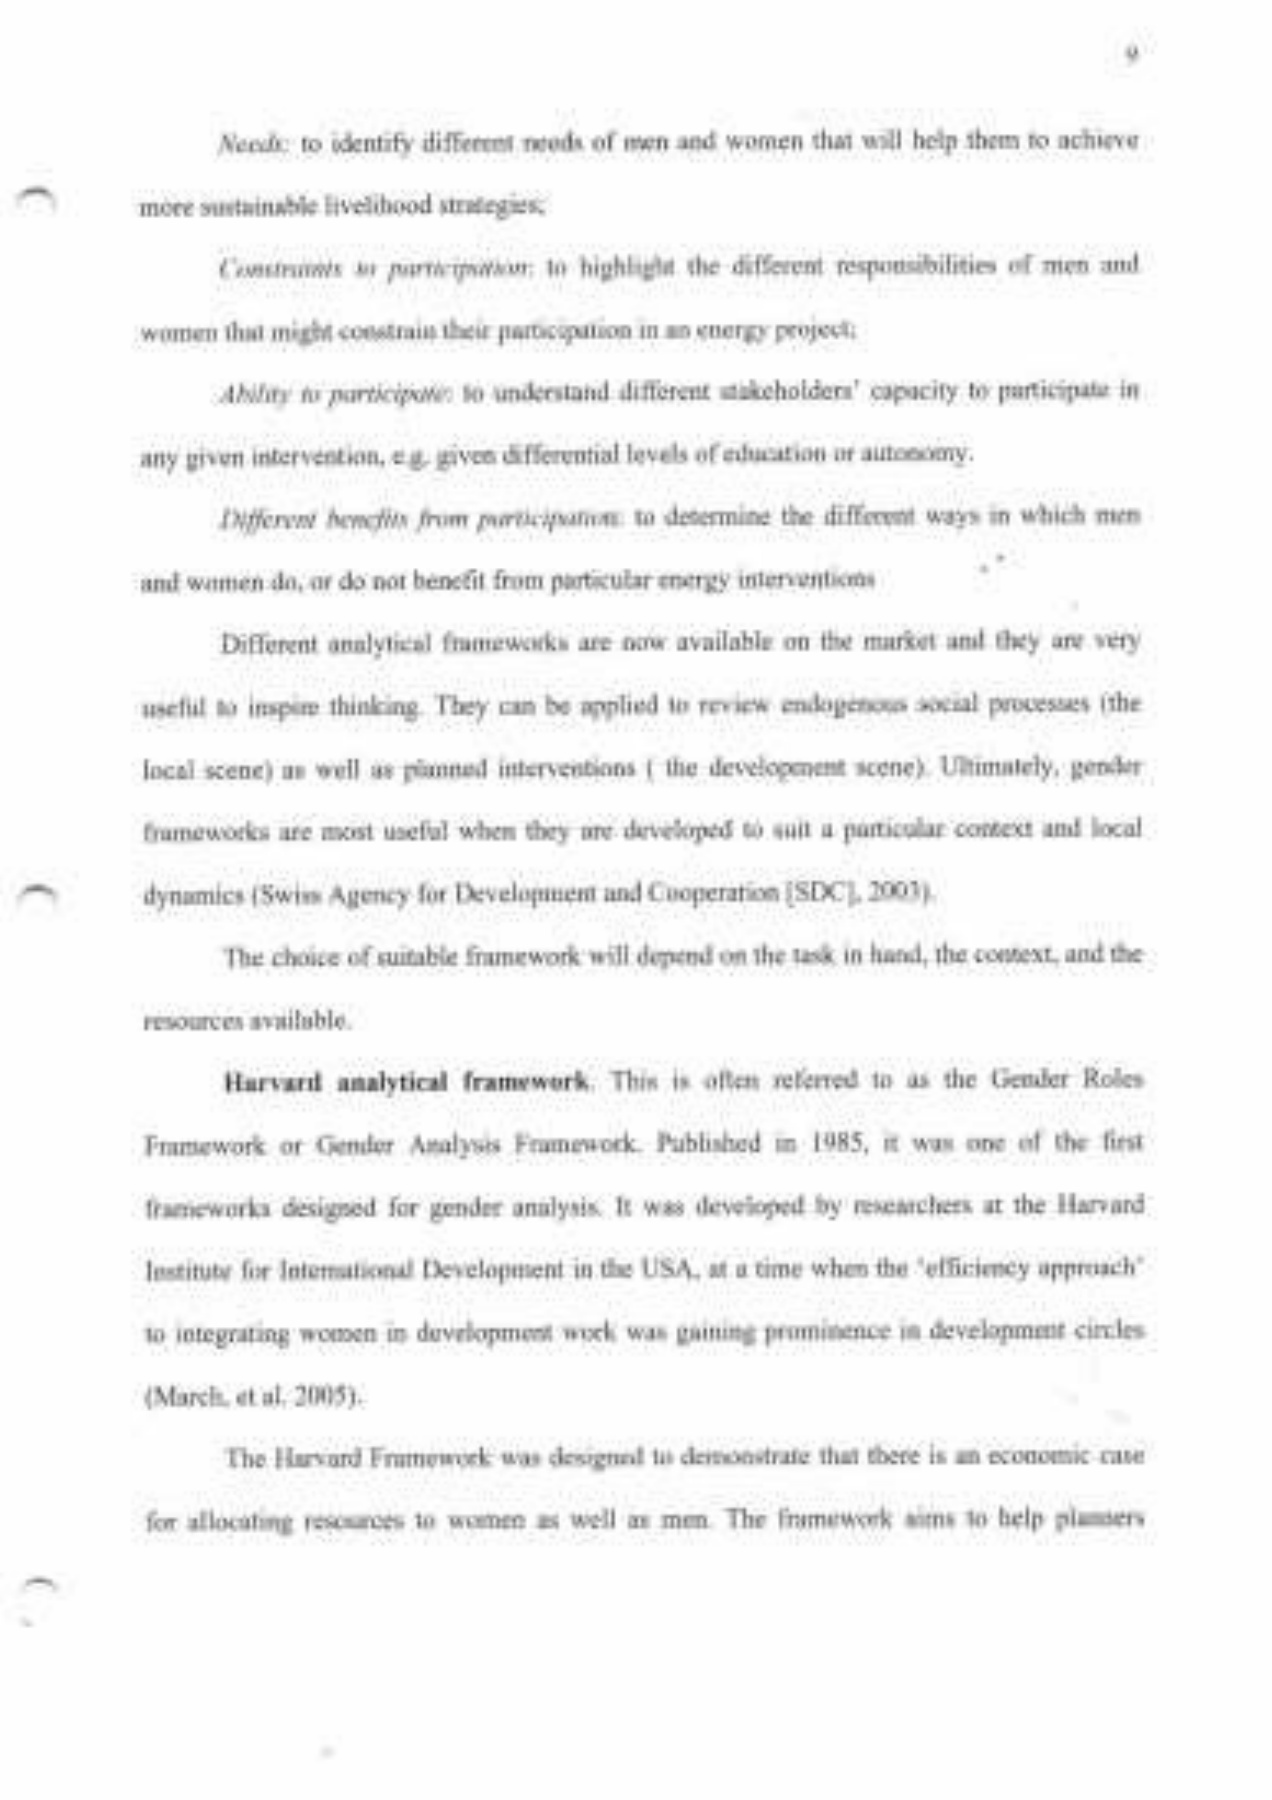 9
Needs: to identify different needs of men and women that will help them to achieve
more sustainable livelihood strategies;
Constraints to participation: to highlight the different responsibilities of men and
women that might constrain their participation in an energy project;
Ability to participate: to understand different stakeholders' capacity to participate in
any given intervention, e.g. given differential levels of education or autonomy.
Different benefits from participation: to determine the different ways in which men
and women do, or do not benefit from particular energy interventions
Different analytical frameworks are now available on the market and they are very
useful to inspire thinking. They can be applied to review endogenous social processes (the
local scene) as well as planned interventions ( the development scene). Ultimately, gender
frameworks are most useful when they are developed to suit a particular context and local
dynamics (Swiss Agency for Development and Cooperation [SDC], 2003).
The choice of suitable framework will depend on the task in hand, the context, and the
resources available.
Harvard analytical framework. This is often referred to as the Gender Roles
Framework or Gender Analysis Framework. Published in 1985, it was one of the first
frameworks designed for gender analysis. It was developed by researchers at the Harvard
Institute for International Development in the USA, at a time when the 'efficiency approach'
to integrating women in development work was gaining prominence in development circles
(March, et al. 2005).
The Harvard Framework was designed to demonstrate that there is an economic case
for allocating resources to women as well as men. The framework aims to help planners